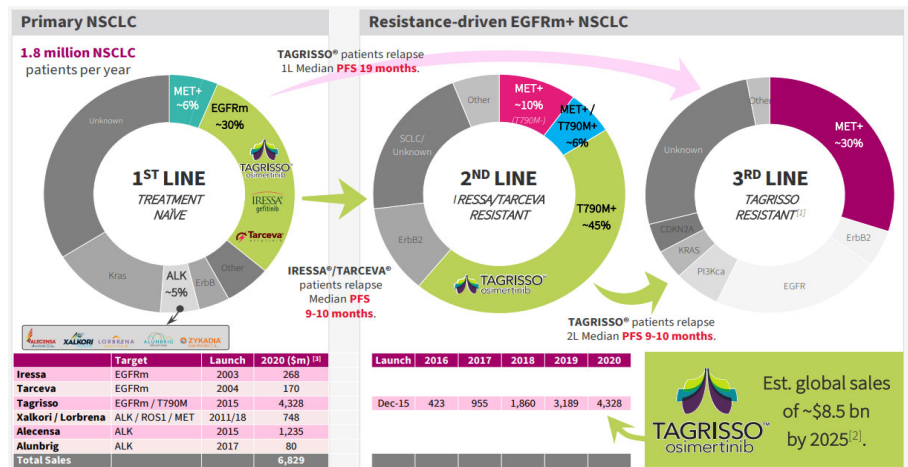 Primary NSCLC
Resistance-driven EGFRm+ NSCLC
1.8 million NSCLC
patients per year
TAGRISSO® patients relapse
1L Median PFS 19 months.
MET+
~6%
EGFRm
~30%
TAGRISSO™
osimertinib
IRESSA
gefitinib
Tarceva
erlotinib
Other
ErbB
ALK
~5%
Kras
Unknown
1ST LINE
TREATMENT
NAÏVE
IRESSA®/TARCEVA®
patients relapse
Median PFS
9-10 months.
Other
MET+
~10%
(T790M-)
MET+ /
T790M+
~6%
T790M+
~45%
TAGRISSO™
osimertinib
ErbB2
SCLC/
Unknown
2ND LINE
IRESSA/TARCEVA
RESISTANT
TAGRISSO® patients relapse
2L Median PFS 9-10 months.
Other
MET+
~30%
ErbB2
EGFR
PI3Kca
KRAS
CDKN2A
Unknown
3RD LINE
TAGRISSO
RESISTANT[1]
ALECENSA XALKORI LORBRENA ALUNBRIG ZYKADIA
Target Launch 2020 ($m) [3]
Iressa EGFRm 2003 268
Tarceva EGFRm 2004 170
Tagrisso EGFRm / T790M 2015 4,328
Xalkori / Lorbrena ALK / ROS1 / MET 2011/18 748
Alecensa ALK 2015 1,235
Alunbrig ALK 2017 80
Total Sales 6,829
Launch 2016 2017 2018 2019 2020
Dec-15 423 955 1,860 3,189 4,328
TAGRISSO™
osimertinib
Est. global sales
of ~$8.5 bn
by 2025[2].